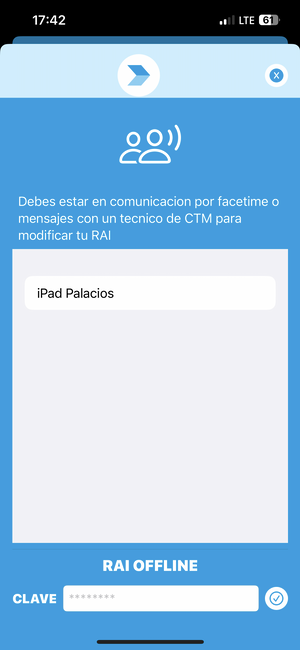 17:42
LTE 61
X
Debes estar en comunicacion por facetime o
mensajes con un tecnico de CTM para
modificar tu RAI
iPad Palacios
RAI OFFLINE
CLAVE ********